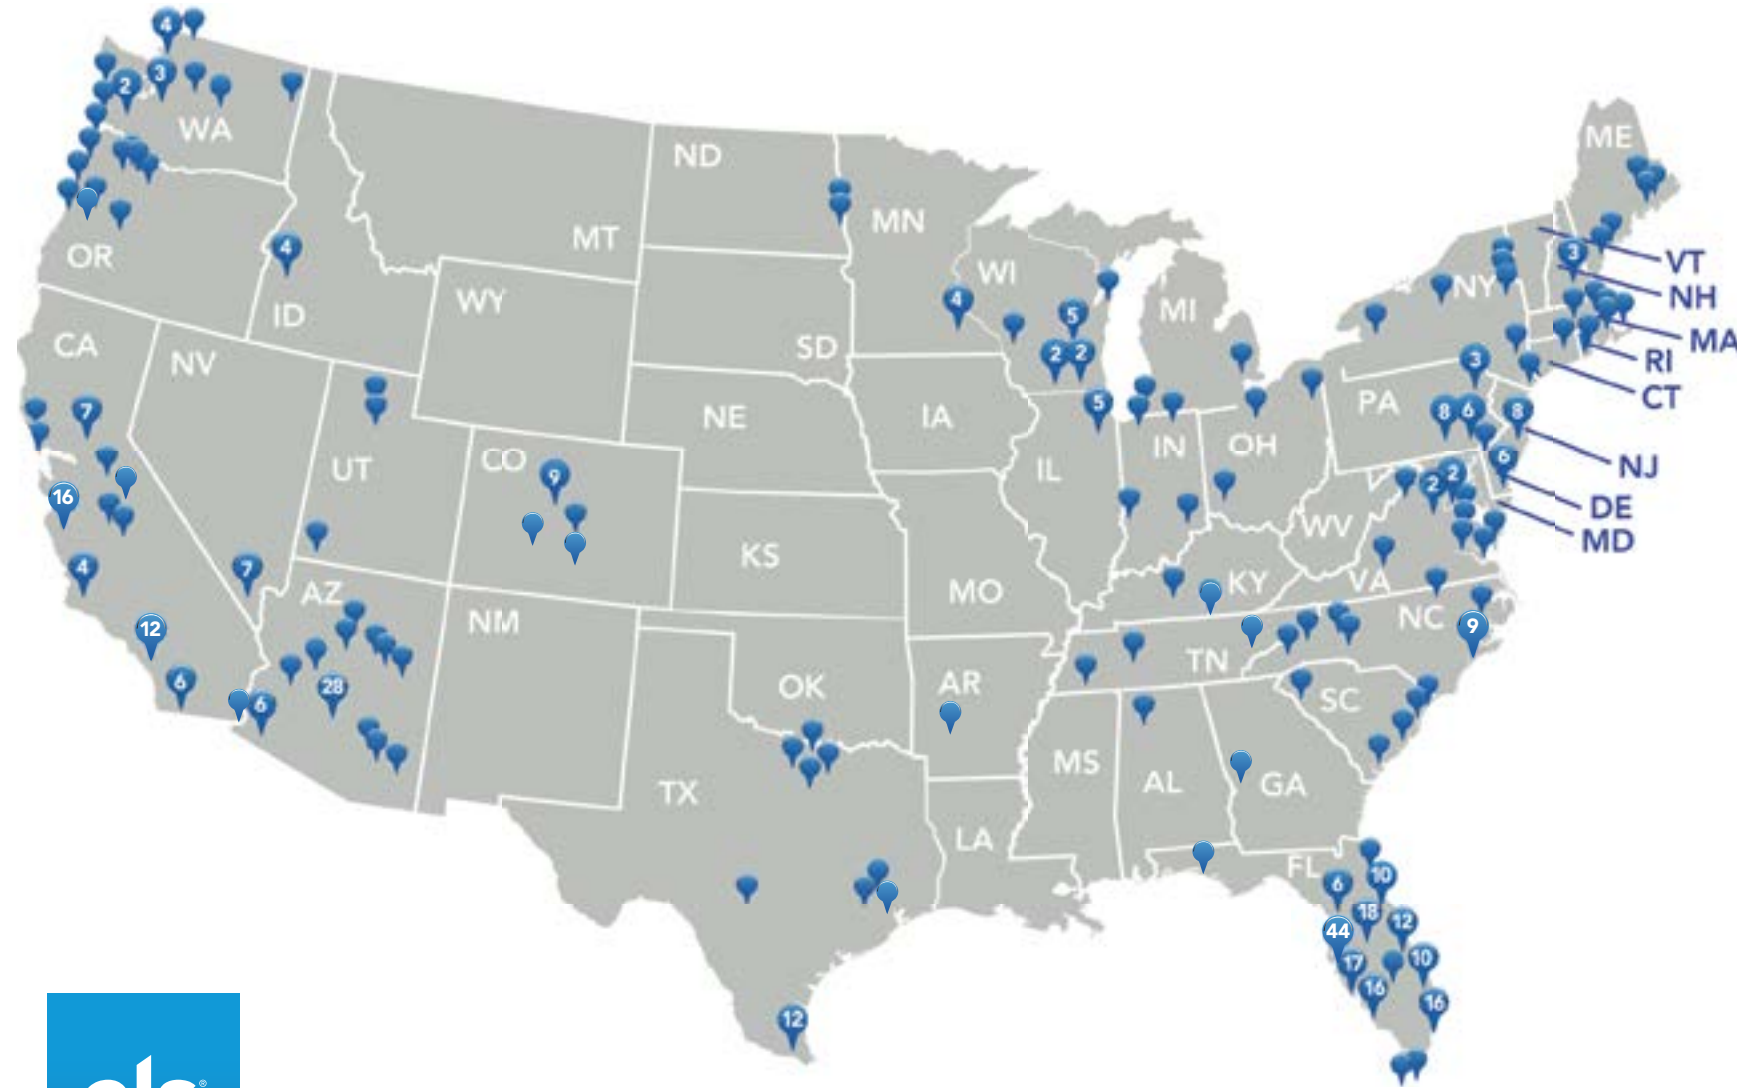 4
3
2
WA
ME
ND
MN
OR
MT
4
3
VT
ID
WY
WI
NY
NH
4
5
MI
MA
CA
NV
SD
2
2
RI
3
CT
7
NE
IA
5
PA
8
6
8
IN
OH
UT
CO
9
IL
6
NJ
16
2
2
DE
WV
MD
4
7
KS
KY
VA
AZ
MO
12
NM
NC
9
TN
6
28
6
OK
AR
SC
TX
MS
AL
GA
LA
FL
6
10
18
12
44
17
10
16
16
12
els®